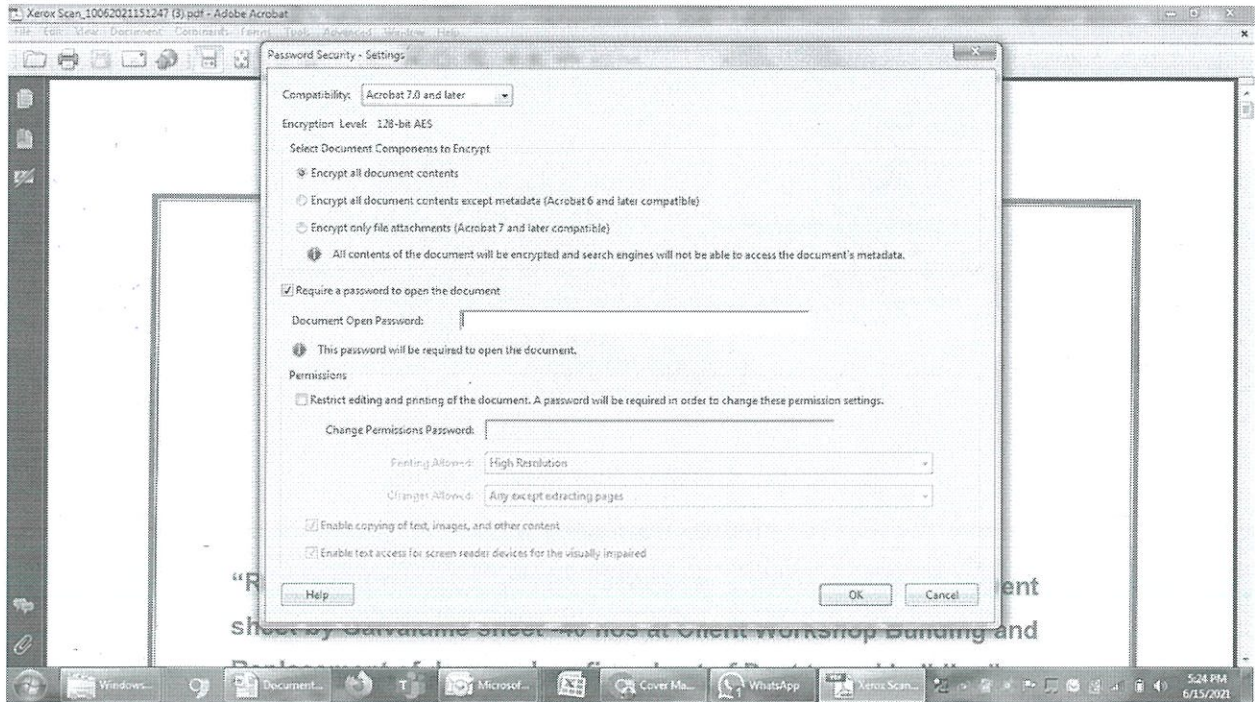 Xerox Scan_10062021151247 (3).pdf - Adobe Acrobat
File Edit View Document Comments Forms Tools Advanced Window Help
Password Security - Settings
Compatibility: Acrobat 7.0 and later
Encryption Level: 128-bit AES
Select Document Components to Encrypt
Encrypt all document contents
Encrypt all document contents except metadata (Acrobat 6 and later compatible)
Encrypt only file attachments (Acrobat 7 and later compatible)
All contents of the document will be encrypted and search engines will not be able to access the document's metadata.
Require a password to open the document
Document Open Password:
This password will be required to open the document.
Permissions
Restrict editing and printing of the document. A password will be required in order to change these permission settings.
Change Permissions Password:
Printing Allowed: High Resolution
Changes Allowed: Any except extracting pages
Enable copying of text, images, and other content
Enable text access for screen reader devices for the visually impaired
Help OK Cancel
sheet by Galvalume sheet -40 nos at Client Workshop Building and
Windows... Document... Microsof... Cover Ma... WhatsApp Xerox Scan... 5:24 PM
6/15/2021